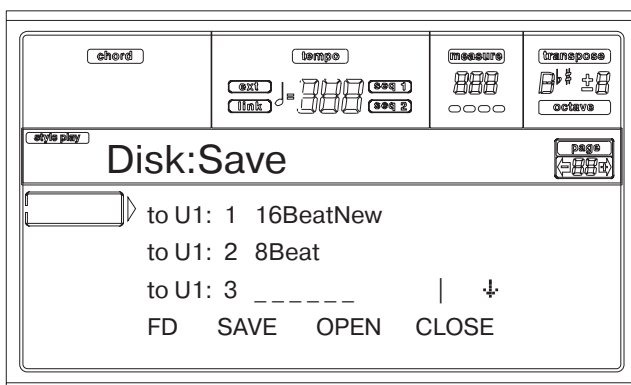 chord tempo measure transpose
ext seq 1
link seq 2 octave
style play
Disk:Save page
to U1: 1 16BeatNew
to U1: 2 8Beat
to U1: 3 _ _ _ _ _ _
FD SAVE OPEN CLOSE